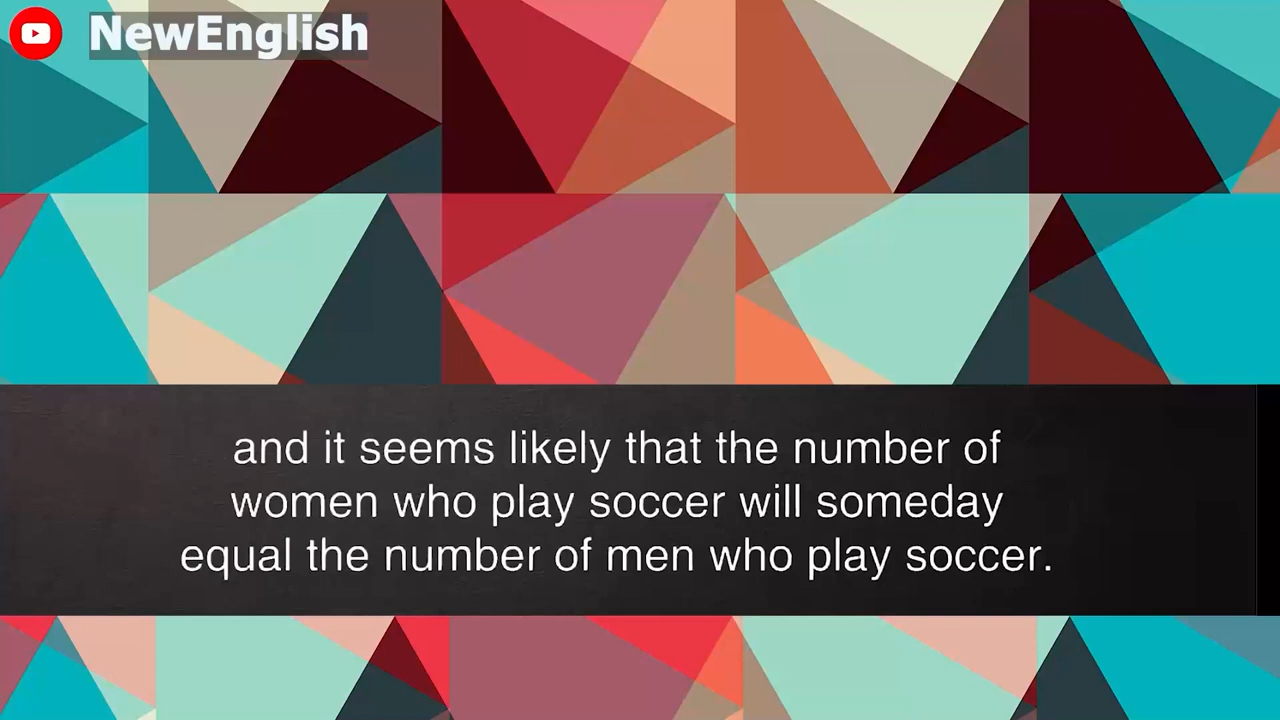 NewEnglish
and it seems likely that the number of
women who play soccer will someday
equal the number of men who play soccer.